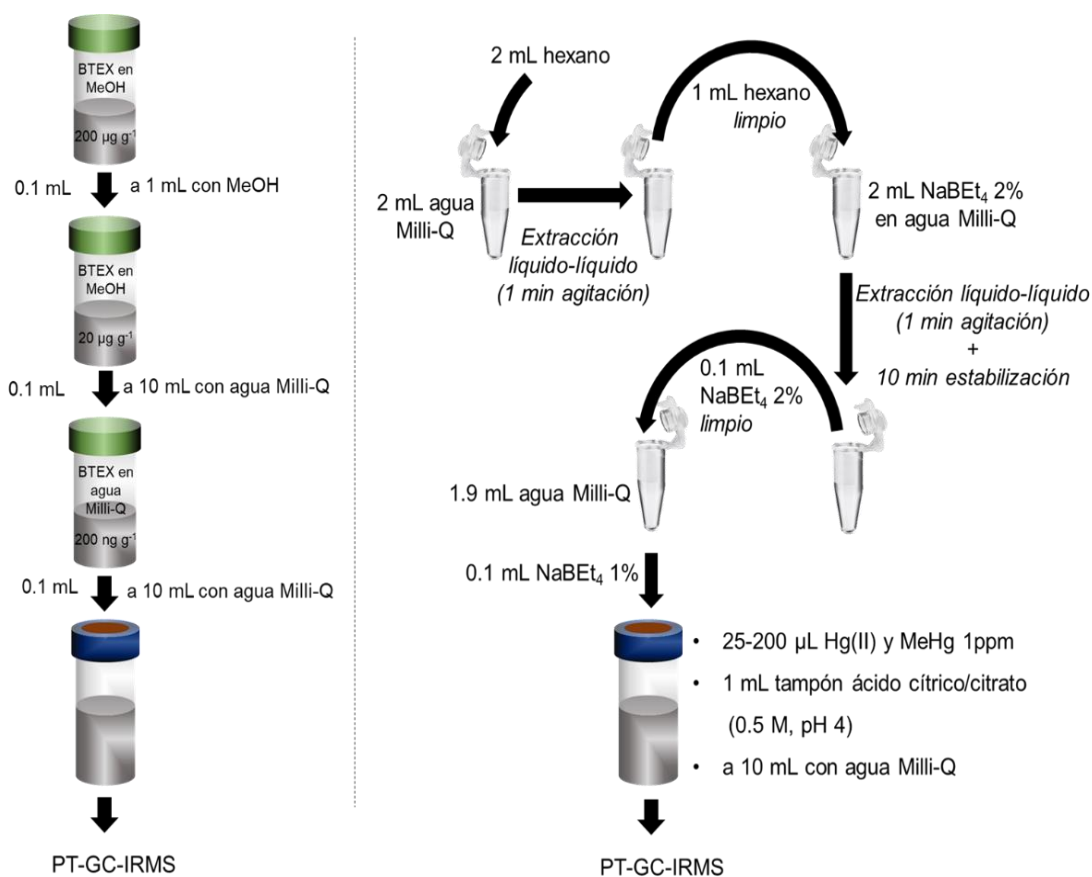 BTEX en
MeOH
200 µg g⁻¹
0.1 mL
a 1 mL con MeOH
BTEX en
MeOH
20 µg g⁻¹
0.1 mL
a 10 mL con agua Milli-Q
BTEX en
agua
Milli-Q
200 ng g⁻¹
0.1 mL
a 10 mL con agua Milli-Q
PT-GC-IRMS
2 mL hexano
2 mL agua
Milli-Q
Extracción
líquido-líquido
(1 min agitación)
1 mL hexano
limpio
2 mL NaBEt₄ 2%
en agua Milli-Q
Extracción líquido-líquido
(1 min agitación)
+
10 min estabilización
0.1 mL
NaBEt₄ 2%
limpio
1.9 mL agua Milli-Q
0.1 mL NaBEt₄ 1%
• 25-200 µL Hg(II) y MeHg 1ppm
• 1 mL tampón ácido cítrico/citrato
(0.5 M, pH 4)
• a 10 mL con agua Milli-Q
PT-GC-IRMS